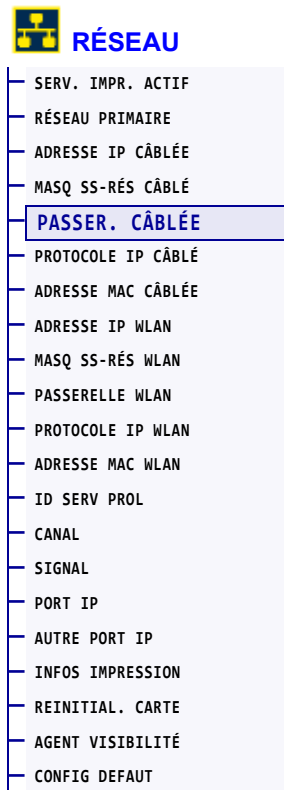 RÉSEAU
SERV. IMPR. ACTIF
RÉSEAU PRIMAIRE
ADRESSE IP CÂBLÉE
MASQ SS-RÉS CÂBLÉ
PASSER. CÂBLÉE
PROTOCOLE IP CÂBLÉ
ADRESSE MAC CÂBLÉE
ADRESSE IP WLAN
MASQ SS-RÉS WLAN
PASSERELLE WLAN
PROTOCOLE IP WLAN
ADRESSE MAC WLAN
ID SERV PROL
CANAL
SIGNAL
PORT IP
AUTRE PORT IP
INFOS IMPRESSION
REINITIAL. CARTE
AGENT VISIBILITÉ
CONFIG DEFAUT